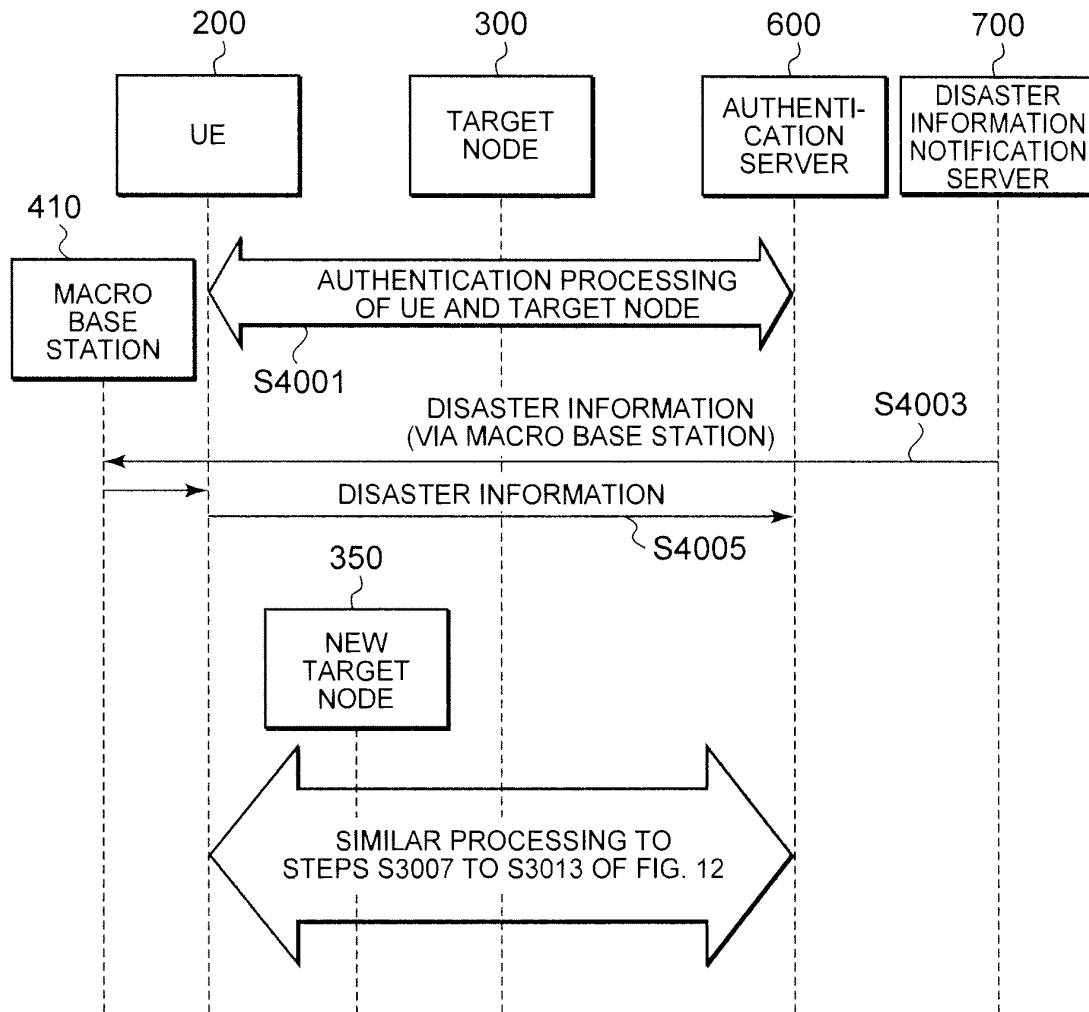 200
300
600
700
UE
TARGET
NODE
AUTHENTI-
CATION
SERVER
DISASTER
INFORMATION
NOTIFICATION
SERVER
410
MACRO
BASE
STATION
AUTHENTICATION PROCESSING
OF UE AND TARGET NODE
S4001
DISASTER INFORMATION
(VIA MACRO BASE STATION)
S4003
DISASTER INFORMATION
S4005
350
NEW
TARGET
NODE
SIMILAR PROCESSING TO
STEPS S3007 TO S3013 OF FIG. 12